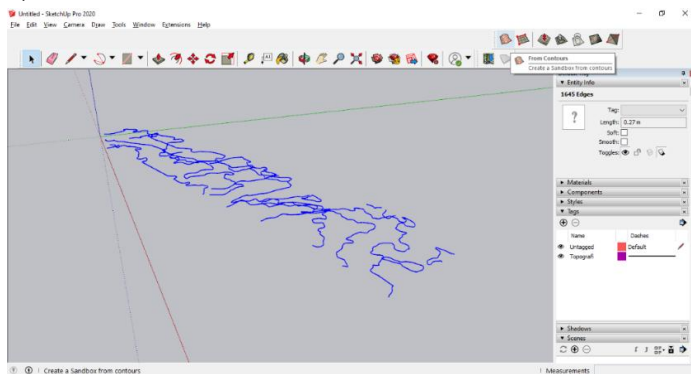 Untitled - SketchUp Pro 2020
File Edit View Camera Draw Tools Window Extensions Help
From Contours
Create a Sandbox from contours
Entity Info
1645 Edges
Tag:
Length: 0.27 m
Soft:
Smooth:
Toggles:
Materials
Components
Styles
Tags
Name Dashes
Untagged Default
Topografi
Shadows
Scenes
Create a Sandbox from contours
Measurements